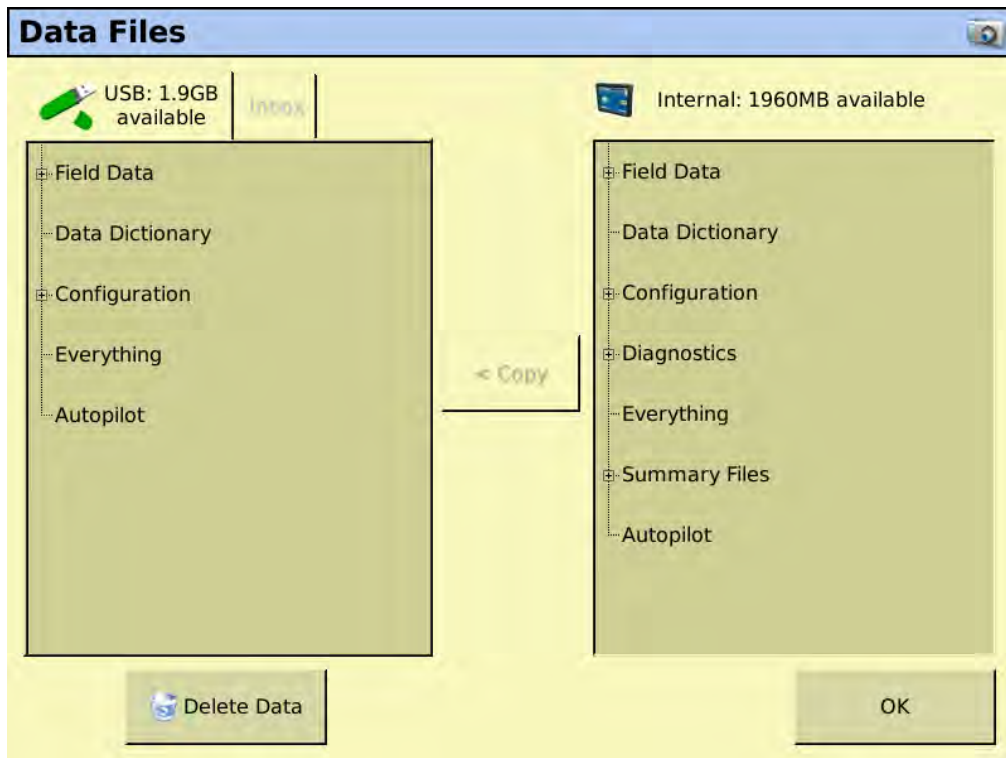 Data Files
USB: 1.9GB
available
Inbox
Internal: 1960MB available
Field Data
Data Dictionary
Configuration
Everything
Autopilot
< Copy
Field Data
Data Dictionary
Configuration
Diagnostics
Everything
Summary Files
Autopilot
Delete Data
OK